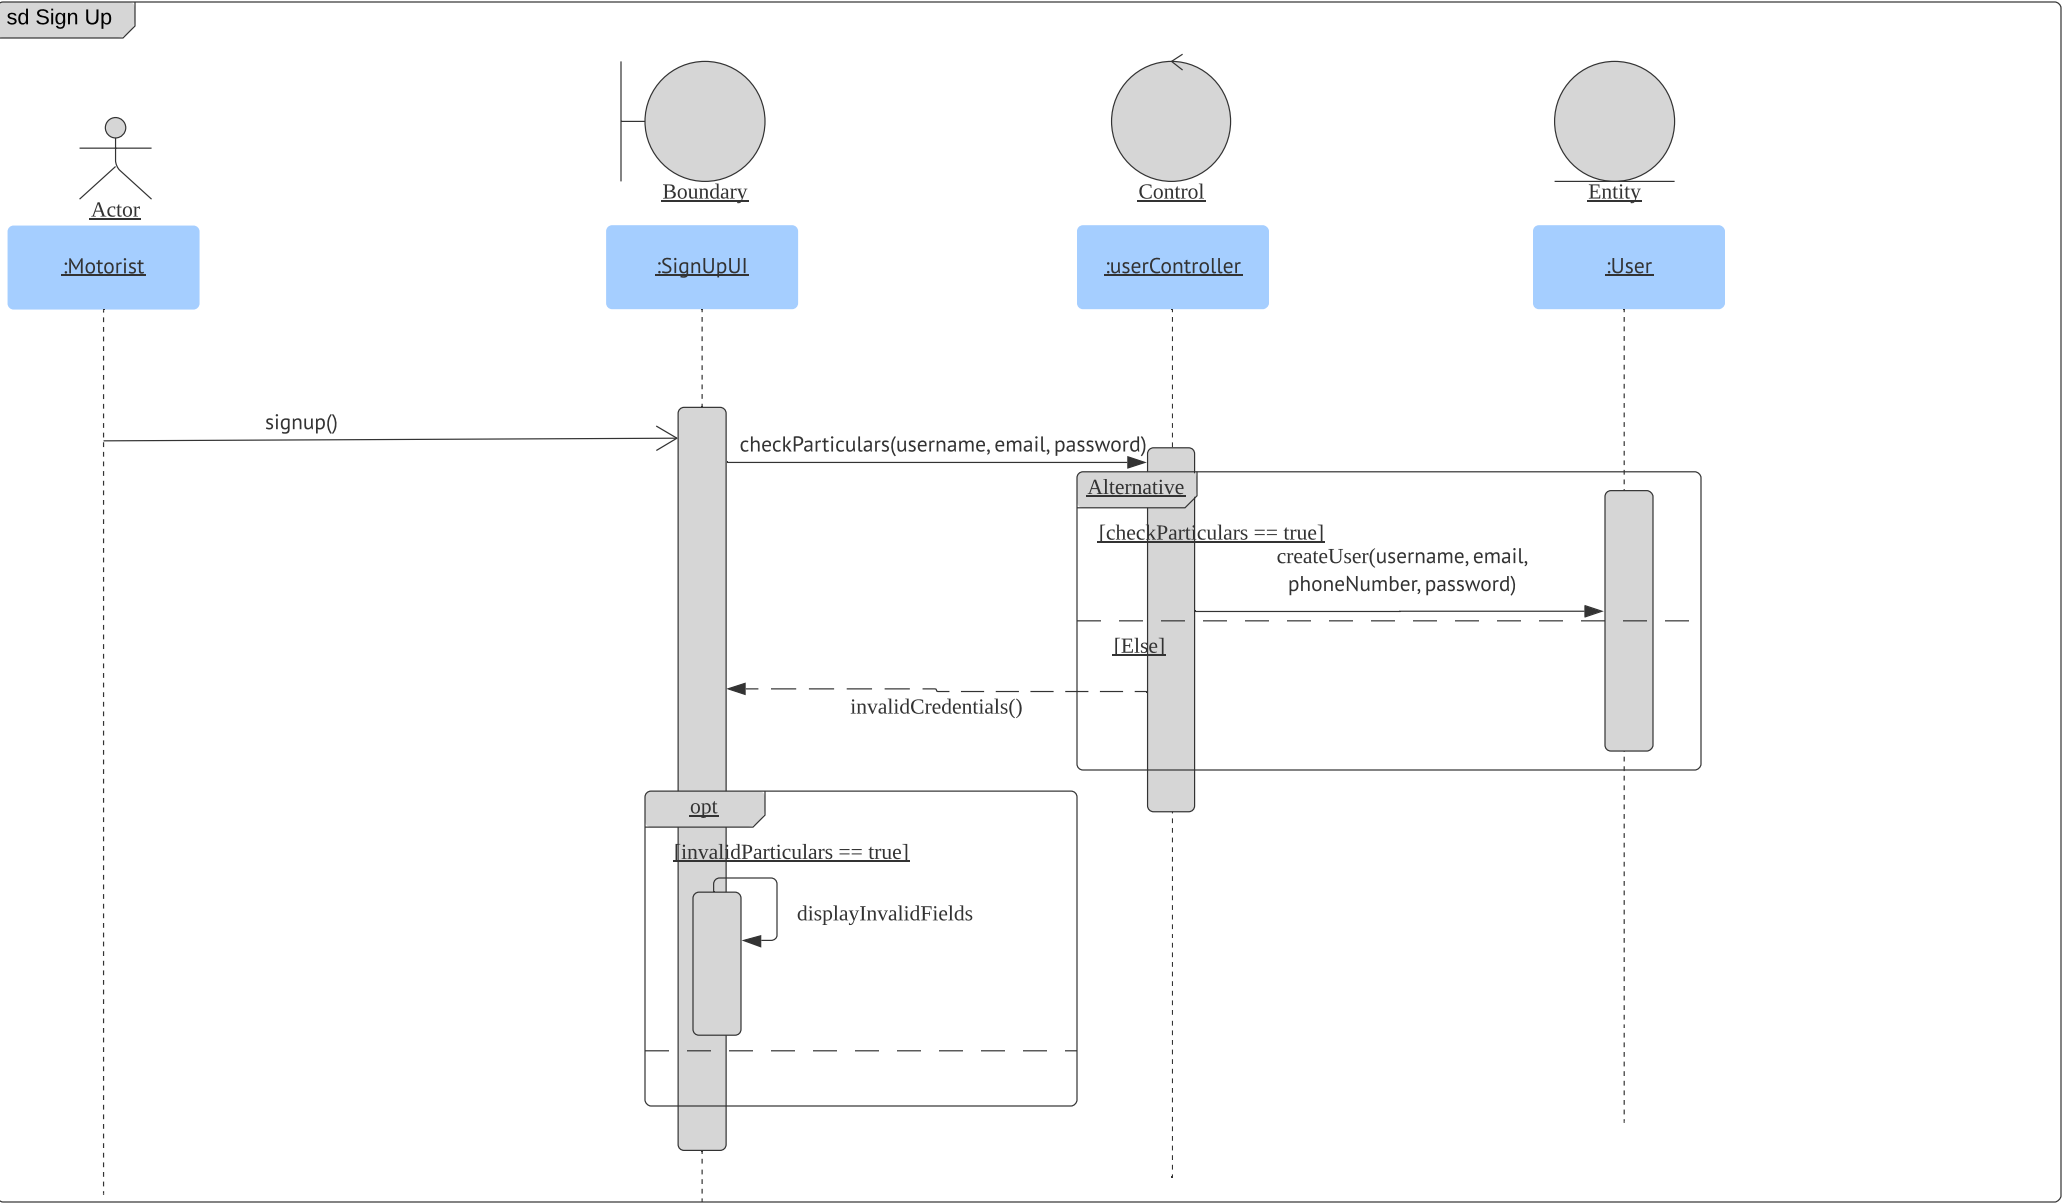 sd Sign Up
Actor
Boundary
Control
Entity
:Motorist
:SignUpUI
:userController
:User
signup()
checkParticulars(username, email, password)
Alternative
[checkParticulars == true]
createUser(username, email,
phoneNumber, password)
[Else]
invalidCredentials()
opt
[invalidParticulars == true]
displayInvalidFields